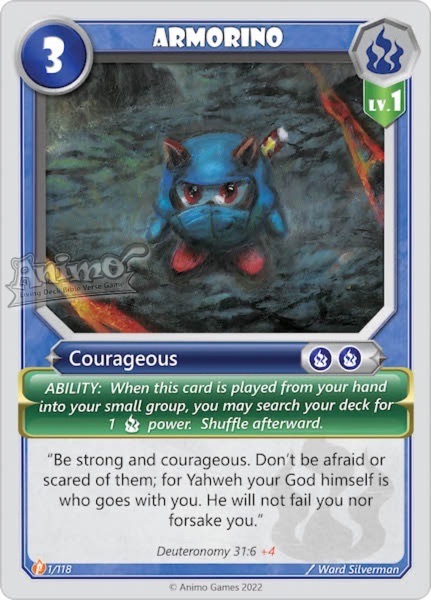 ARMORINO
3
LV.1
Animo
Living Deck Bible Verse Game
Courageous
ABILITY: When this card is played from your hand
into your small group, you may search your deck for
1 power. Shuffle afterward.
“Be strong and courageous. Don’t be afraid or
scared of them; for Yahweh your God himself is
who goes with you. He will not fail you nor
forsake you.”
Deuteronomy 31:6 +4
P 1/118
Ward Silverman
© Animo Games 2022